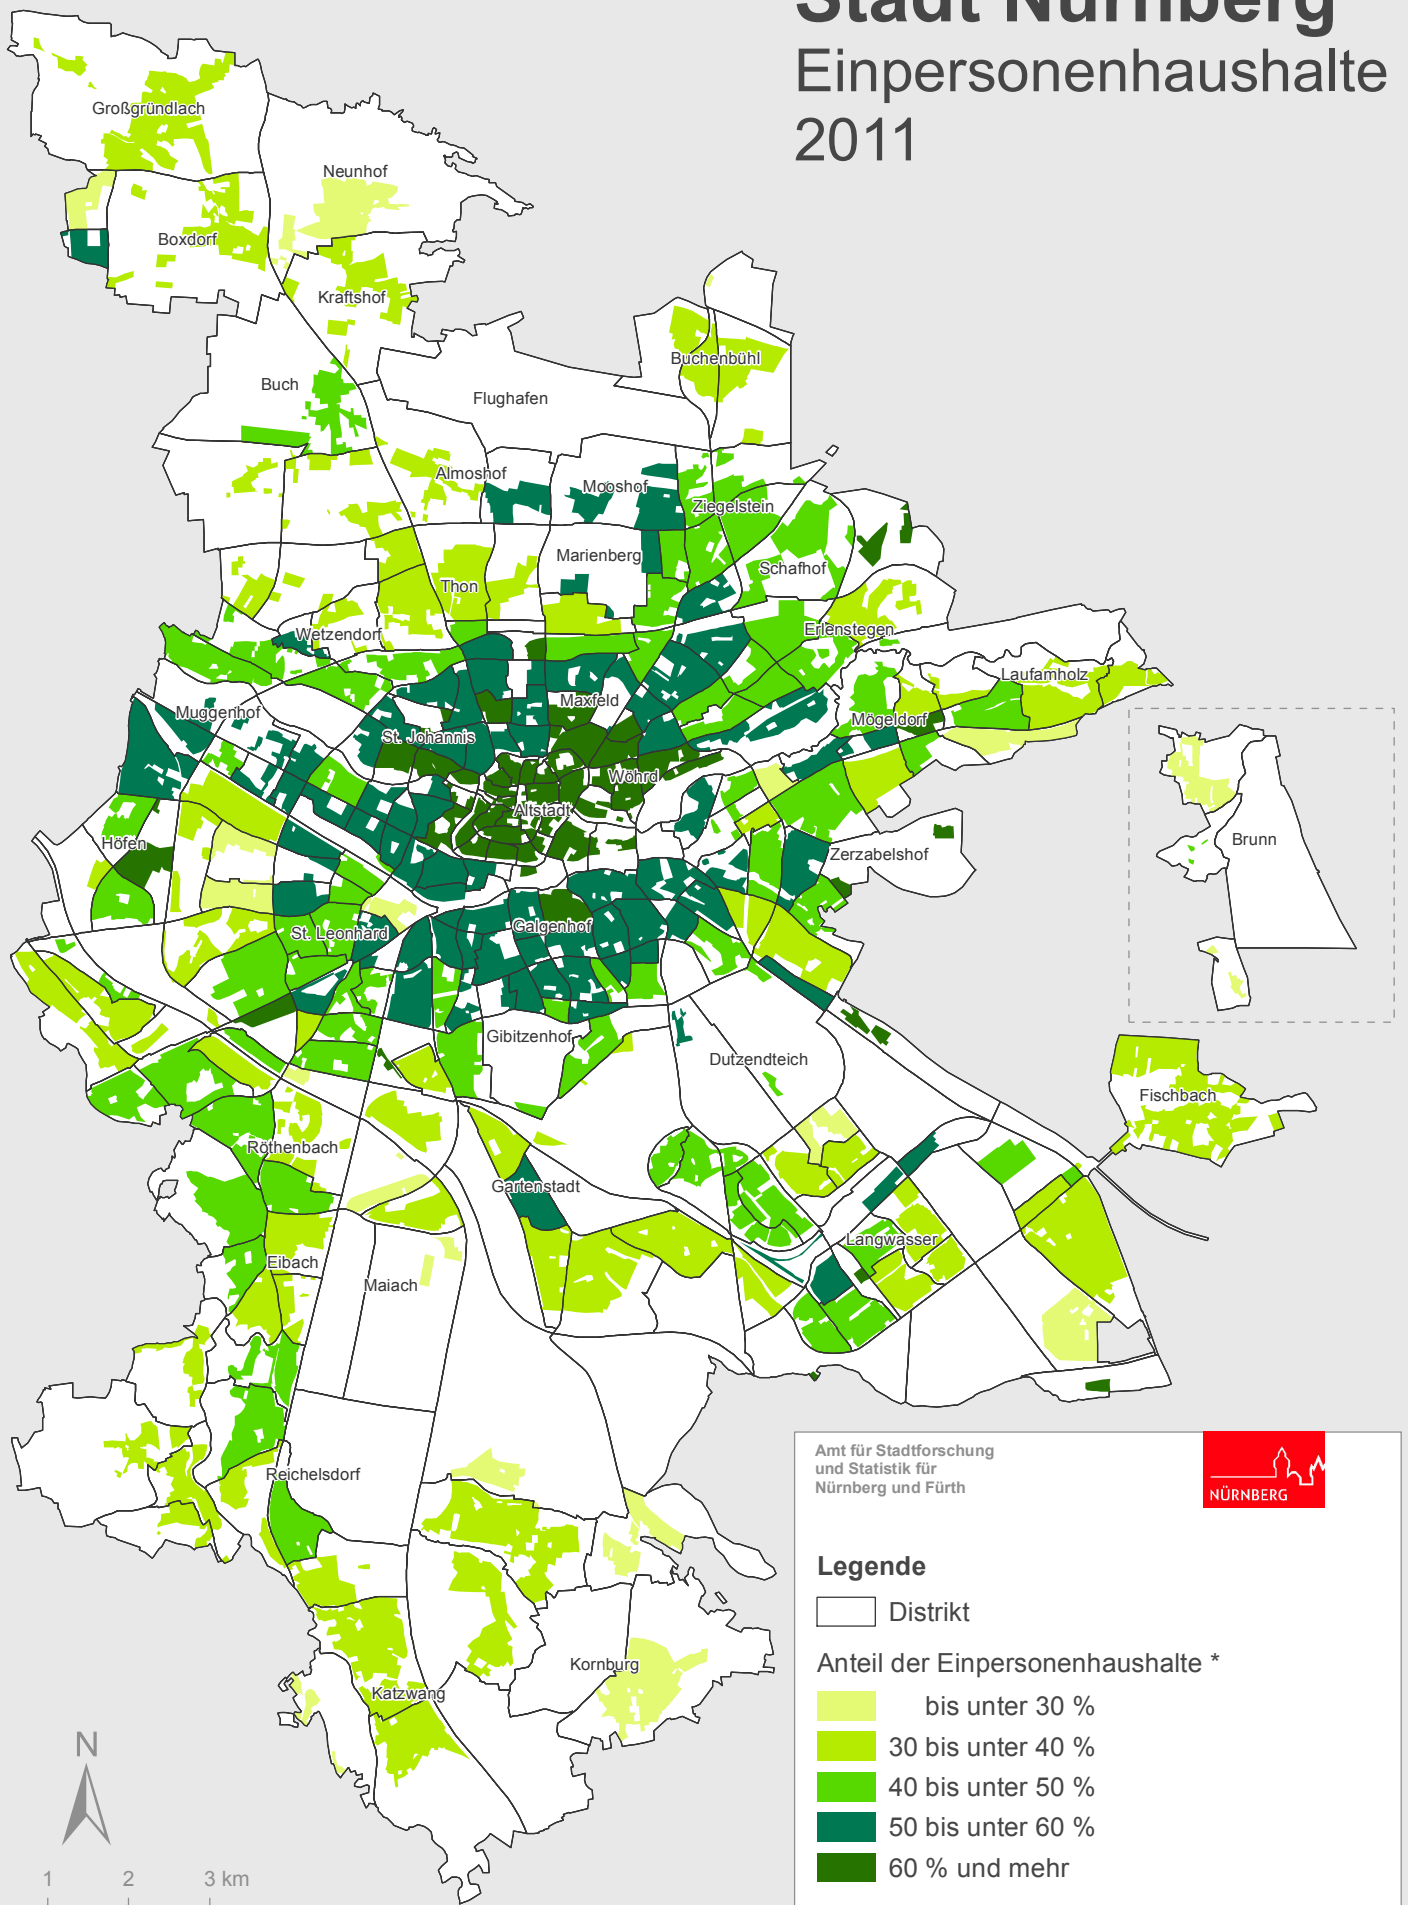 Stadt Nürnberg
Einpersonenhaushalte
2011
Großgründlach
Neunhof
Boxdorf
Kraftshof
Buchenbühl
Buch
Flughafen
Almoshof
Mooshof
Ziegelstein
Marienberg
Schafhof
Thon
Wetzendorf
Erlenstegen
Laufamholz
Maxfeld
Muggenhof
Mögeldorf
St. Johannis
Wöhrd
Altstadt
Höfen
Zerzabelshof
Brunn
Galgenhof
St. Leonhard
Gibitzenhof
Dutzendteich
Fischbach
Röthenbach
Gartenstadt
Langwasser
Eibach
Maiach
Reichelsdorf
Kornburg
Katzwang
N
1 2 3 km
Amt für Stadtforschung
und Statistik für
Nürnberg und Fürth
NÜRNBERG
Legende
Distrikt
Anteil der Einpersonenhaushalte *
bis unter 30 %
30 bis unter 40 %
40 bis unter 50 %
50 bis unter 60 %
60 % und mehr